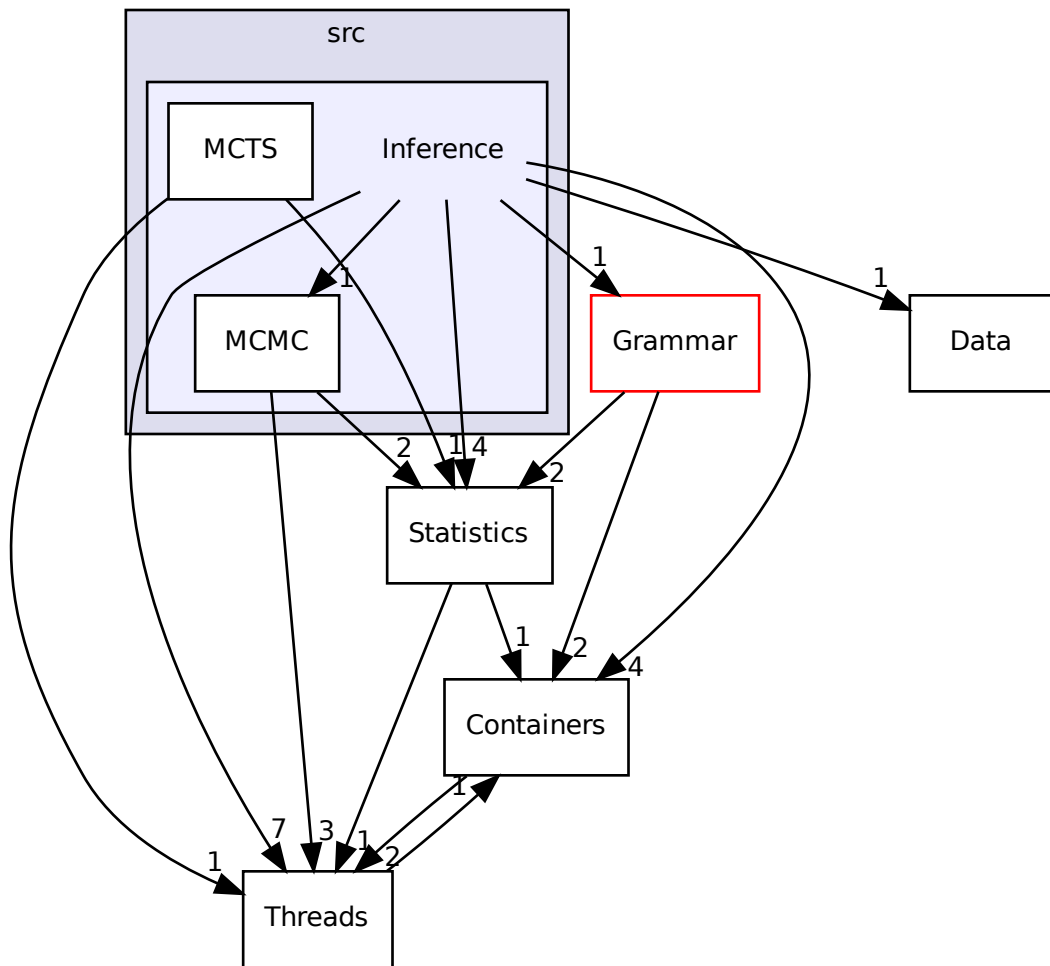 src
MCTS
Inference
1
1
1
MCMC
Grammar
Data
2
1
4
2
Statistics
1
2
4
Containers
1
7
3
1
2
1
Threads